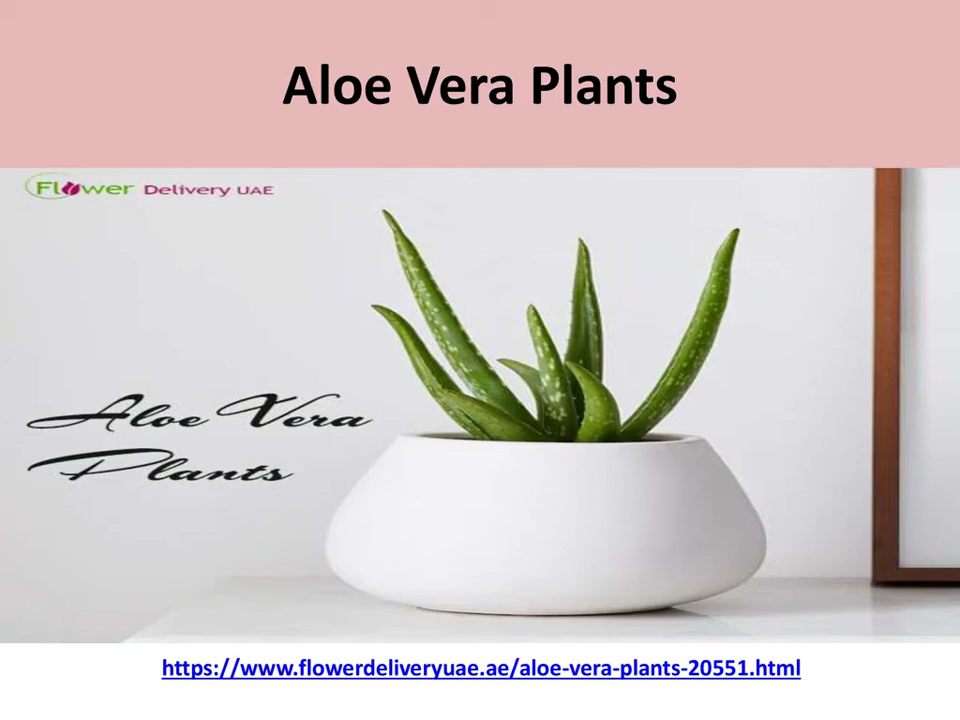 Aloe Vera Plants
Flower Delivery UAE
Aloe Vera
Plants
https://www.flowerdeliveryuae.ae/aloe-vera-plants-20551.html